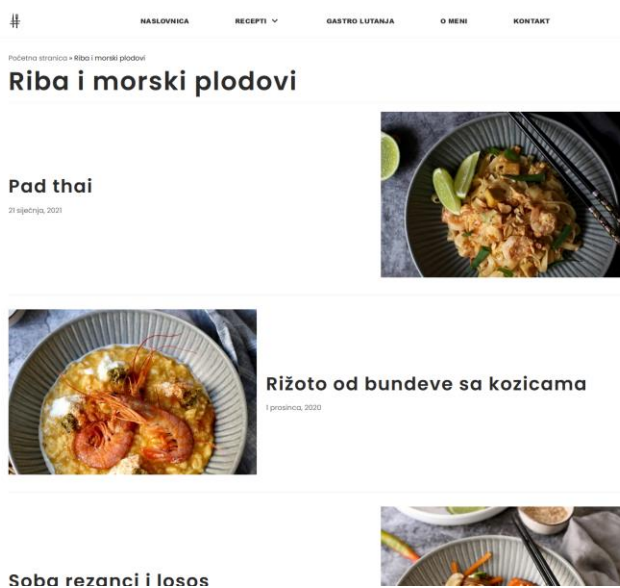 NASLOVNICA RECEPTI GASTRO LUTANJA O MENI KONTAKT
Početna stranica » Riba i morski plodovi
Riba i morski plodovi
Pad thai
21 siječnja, 2021
Rižoto od bundeve sa kozicama
1 prosinca, 2020
Soba rezanci i losos